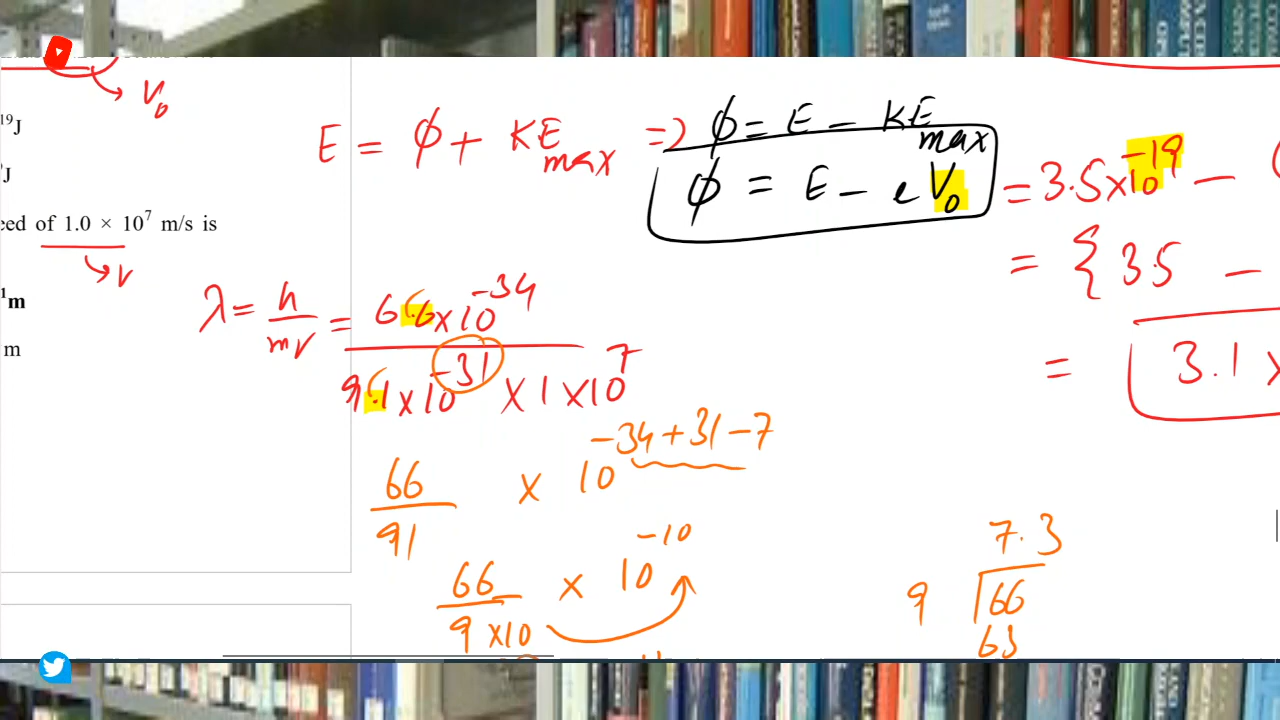 V₀
¹⁹J
J
eed of 1.0 × 10⁷ m/s is
V
¹m
m
E = φ + KEmax => φ = E − KEmax
φ = E − eV₀
= 3.5×10⁻¹⁹ −
= { 3.5 −
= 3.1 ×
λ = h/mv = 6.6×10⁻³⁴
9.1×10⁻³¹ × 1 × 10⁷
66/91 × 10⁻³⁴⁺³¹⁻⁷
66/9×10 × 10⁻¹⁰
7.3
9 66
63